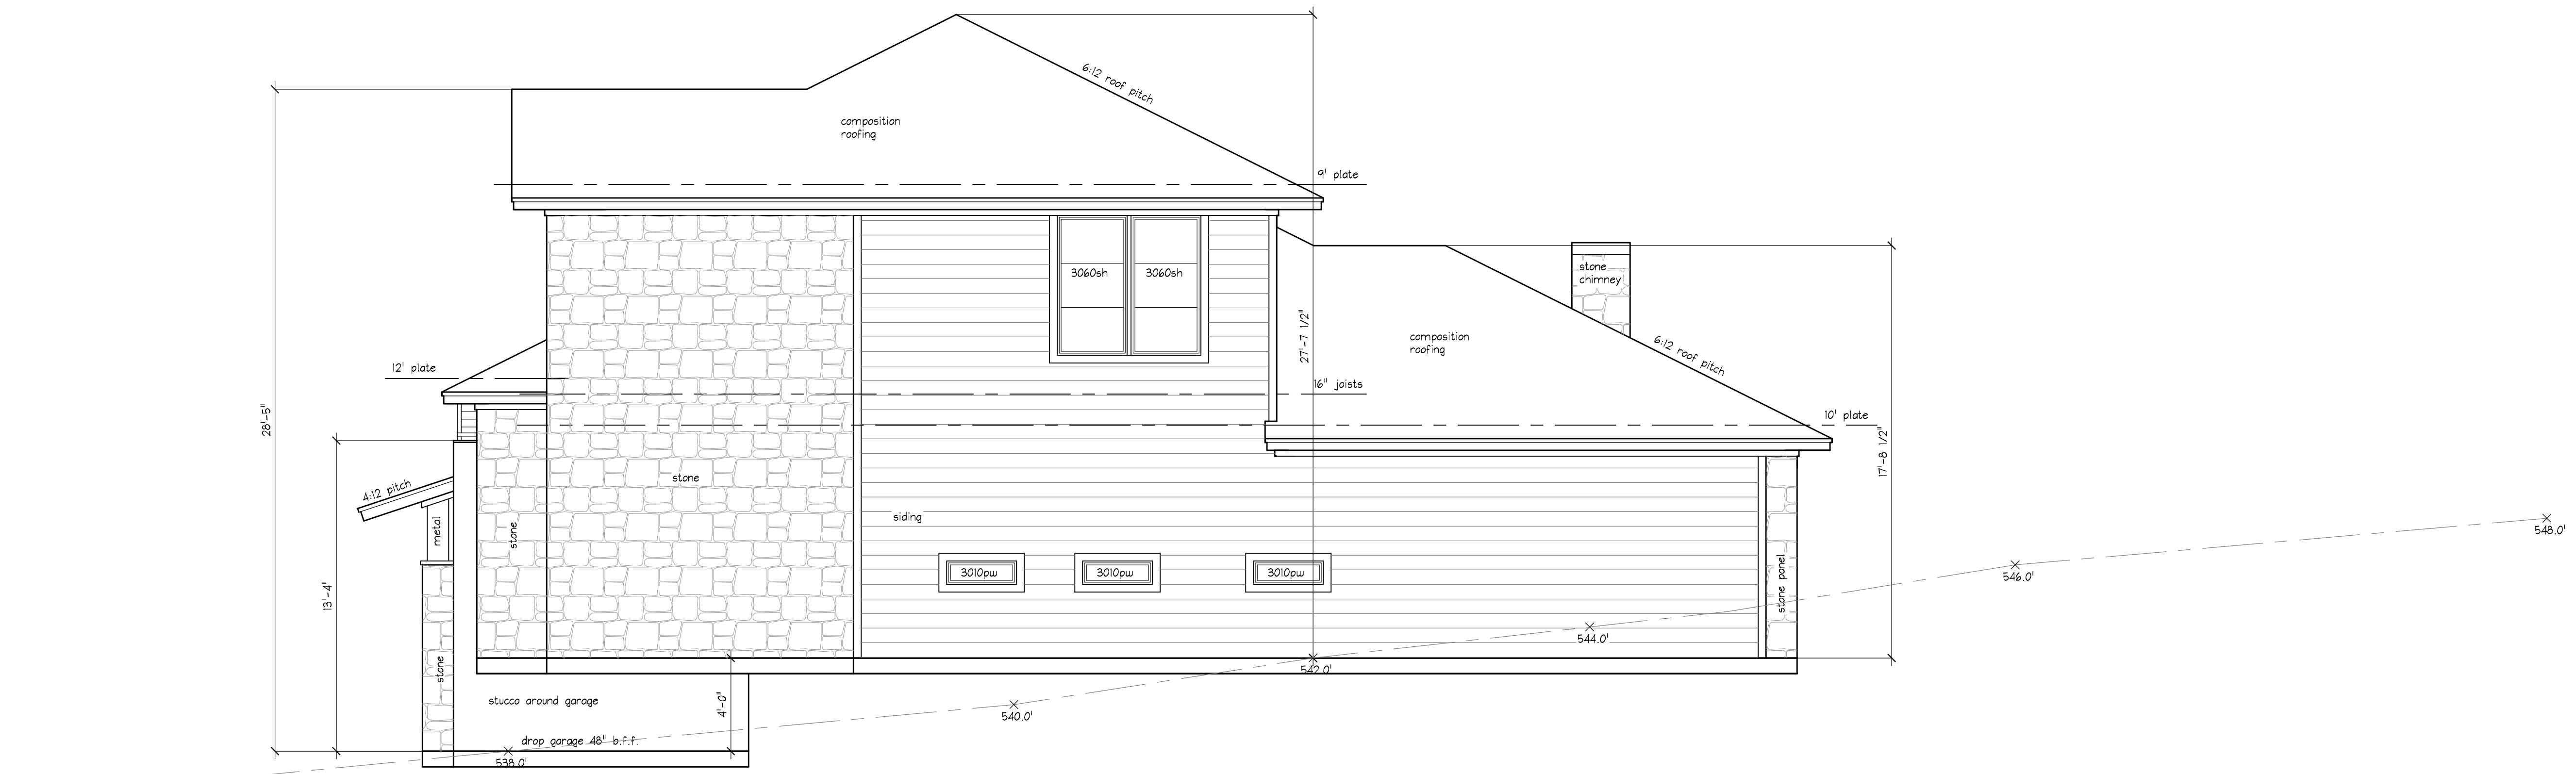 6:12 roof pitch
composition
roofing
9' plate
3060sh
3060sh
stone
chimney
27'-7 1/2"
composition
roofing
6:12 roof pitch
12' plate
16" joists
28'-5"
10' plate
17'-8 1/2"
4:12 pitch
stone
metal
stone
siding
548.0'
3010pw
3010pw
3010pw
546.0'
13'-4"
stone panel
544.0'
stone
542.0'
stucco around garage
4'-0"
540.0'
drop garage 48" b.f.f.
538.0'